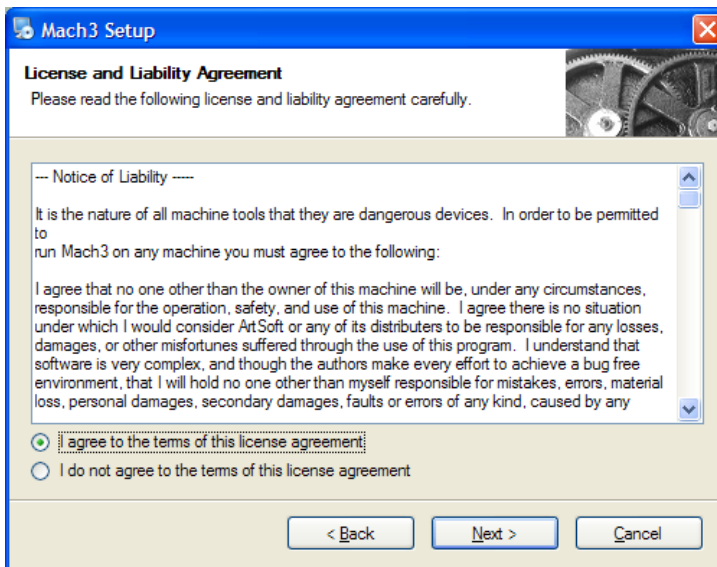 Mach3 Setup
License and Liability Agreement
Please read the following license and liability agreement carefully.
--- Notice of Liability -----
It is the nature of all machine tools that they are dangerous devices.  In order to be permitted
to
run Mach3 on any machine you must agree to the following:
I agree that no one other than the owner of this machine will be, under any circumstances,
responsible for the operation, safety, and use of this machine.  I agree there is no situation
under which I would consider ArtSoft or any of its distributers to be responsible for any losses,
damages, or other misfortunes suffered through the use of this program.  I understand that
software is very complex, and though the authors make every effort to achieve a bug free
environment, that I will hold no one other than myself responsible for mistakes, errors, material
loss, personal damages, secondary damages, faults or errors of any kind, caused by any
I agree to the terms of this license agreement
I do not agree to the terms of this license agreement
< Back
Next >
Cancel